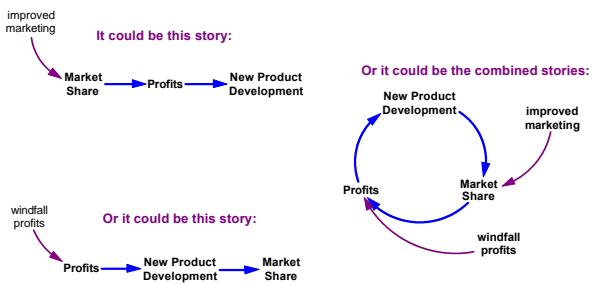 improved
marketing
It could be this story:
Market
Share
Profits
New Product
Development
windfall
profits
Or it could be this story:
Profits
New Product
Development
Market
Share
Or it could be the combined stories:
New Product
Development
improved
marketing
Profits
Market
Share
windfall
profits